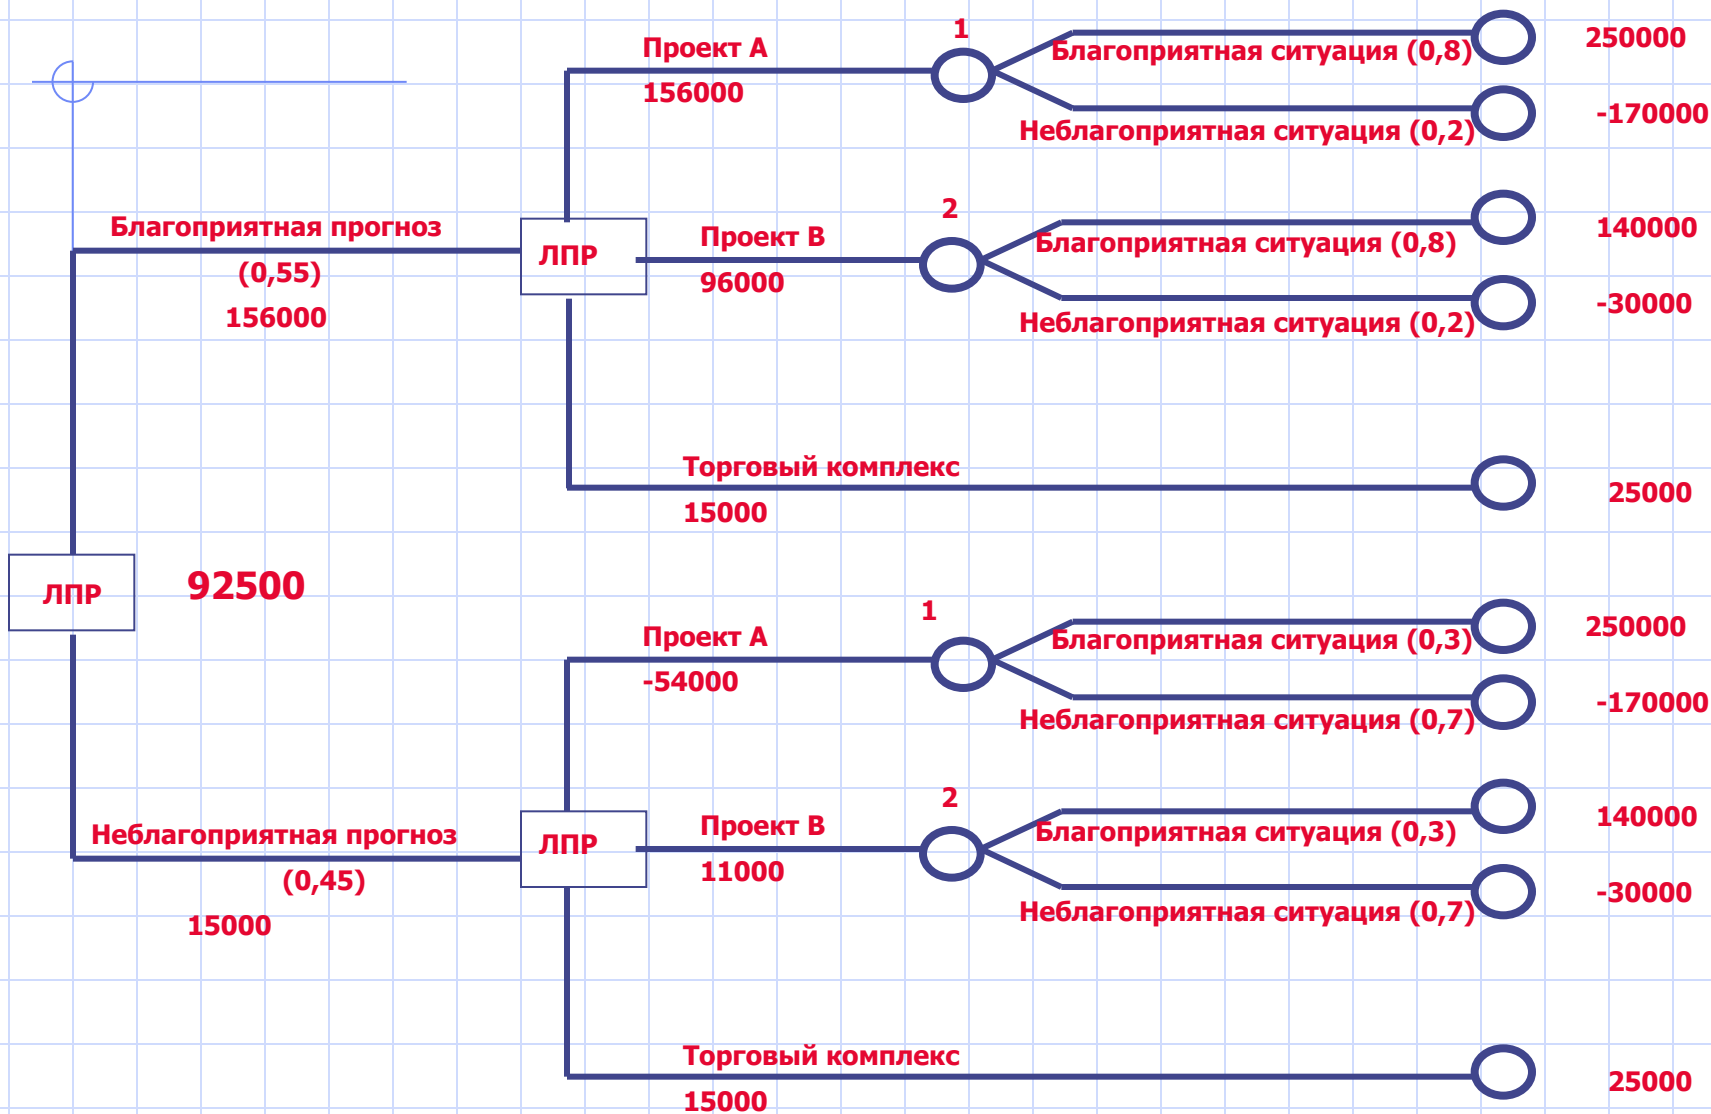 1
Проект А
Благоприятная ситуация (0,8)
250000
156000
Неблагоприятная ситуация (0,2)
-170000
Благоприятная прогноз
(0,55)
156000
ЛПР
2
Проект В
Благоприятная ситуация (0,8)
140000
96000
Неблагоприятная ситуация (0,2)
-30000
Торговый комплекс
15000
25000
ЛПР
92500
1
Проект А
Благоприятная ситуация (0,3)
250000
-54000
Неблагоприятная ситуация (0,7)
-170000
Неблагоприятная прогноз
(0,45)
15000
ЛПР
2
Проект В
Благоприятная ситуация (0,3)
140000
11000
Неблагоприятная ситуация (0,7)
-30000
Торговый комплекс
15000
25000